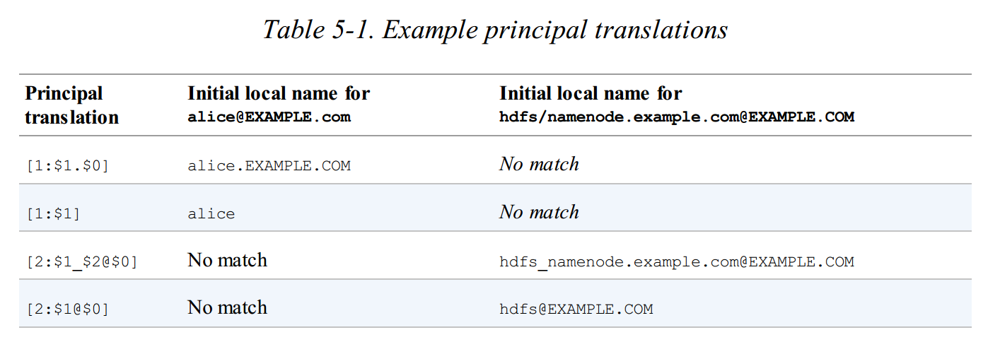 Table 5-1. Example principal translations
Principal translation | Initial local name for alice@EXAMPLE.com | Initial local name for hdfs/namenode.example.com@EXAMPLE.COM
[1:$1.$0] | alice.EXAMPLE.COM | No match
[1:$1] | alice | No match
[2:$1_$2@$0] | No match | hdfs_namenode.example.com@EXAMPLE.COM
[2:$1@$0] | No match | hdfs@EXAMPLE.COM